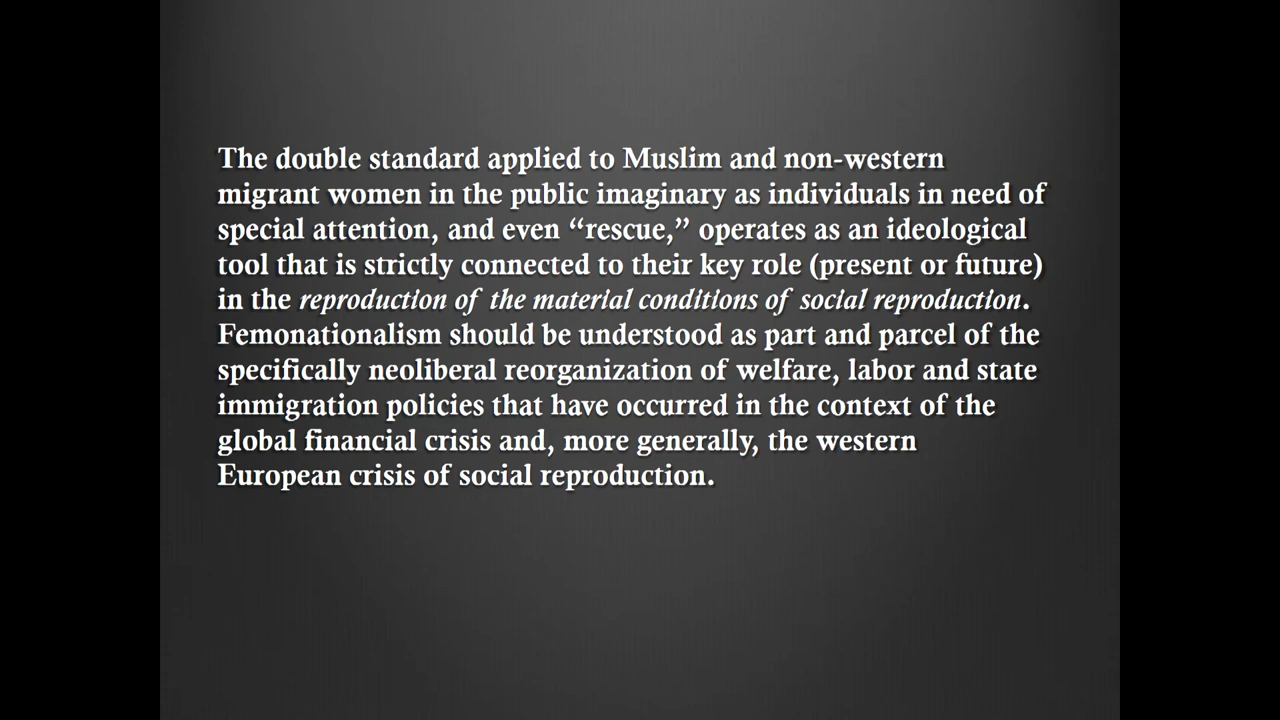 The double standard applied to Muslim and non-western
migrant women in the public imaginary as individuals in need of
special attention, and even “rescue,” operates as an ideological
tool that is strictly connected to their key role (present or future)
in the reproduction of the material conditions of social reproduction.
Femonationalism should be understood as part and parcel of the
specifically neoliberal reorganization of welfare, labor and state
immigration policies that have occurred in the context of the
global financial crisis and, more generally, the western
European crisis of social reproduction.